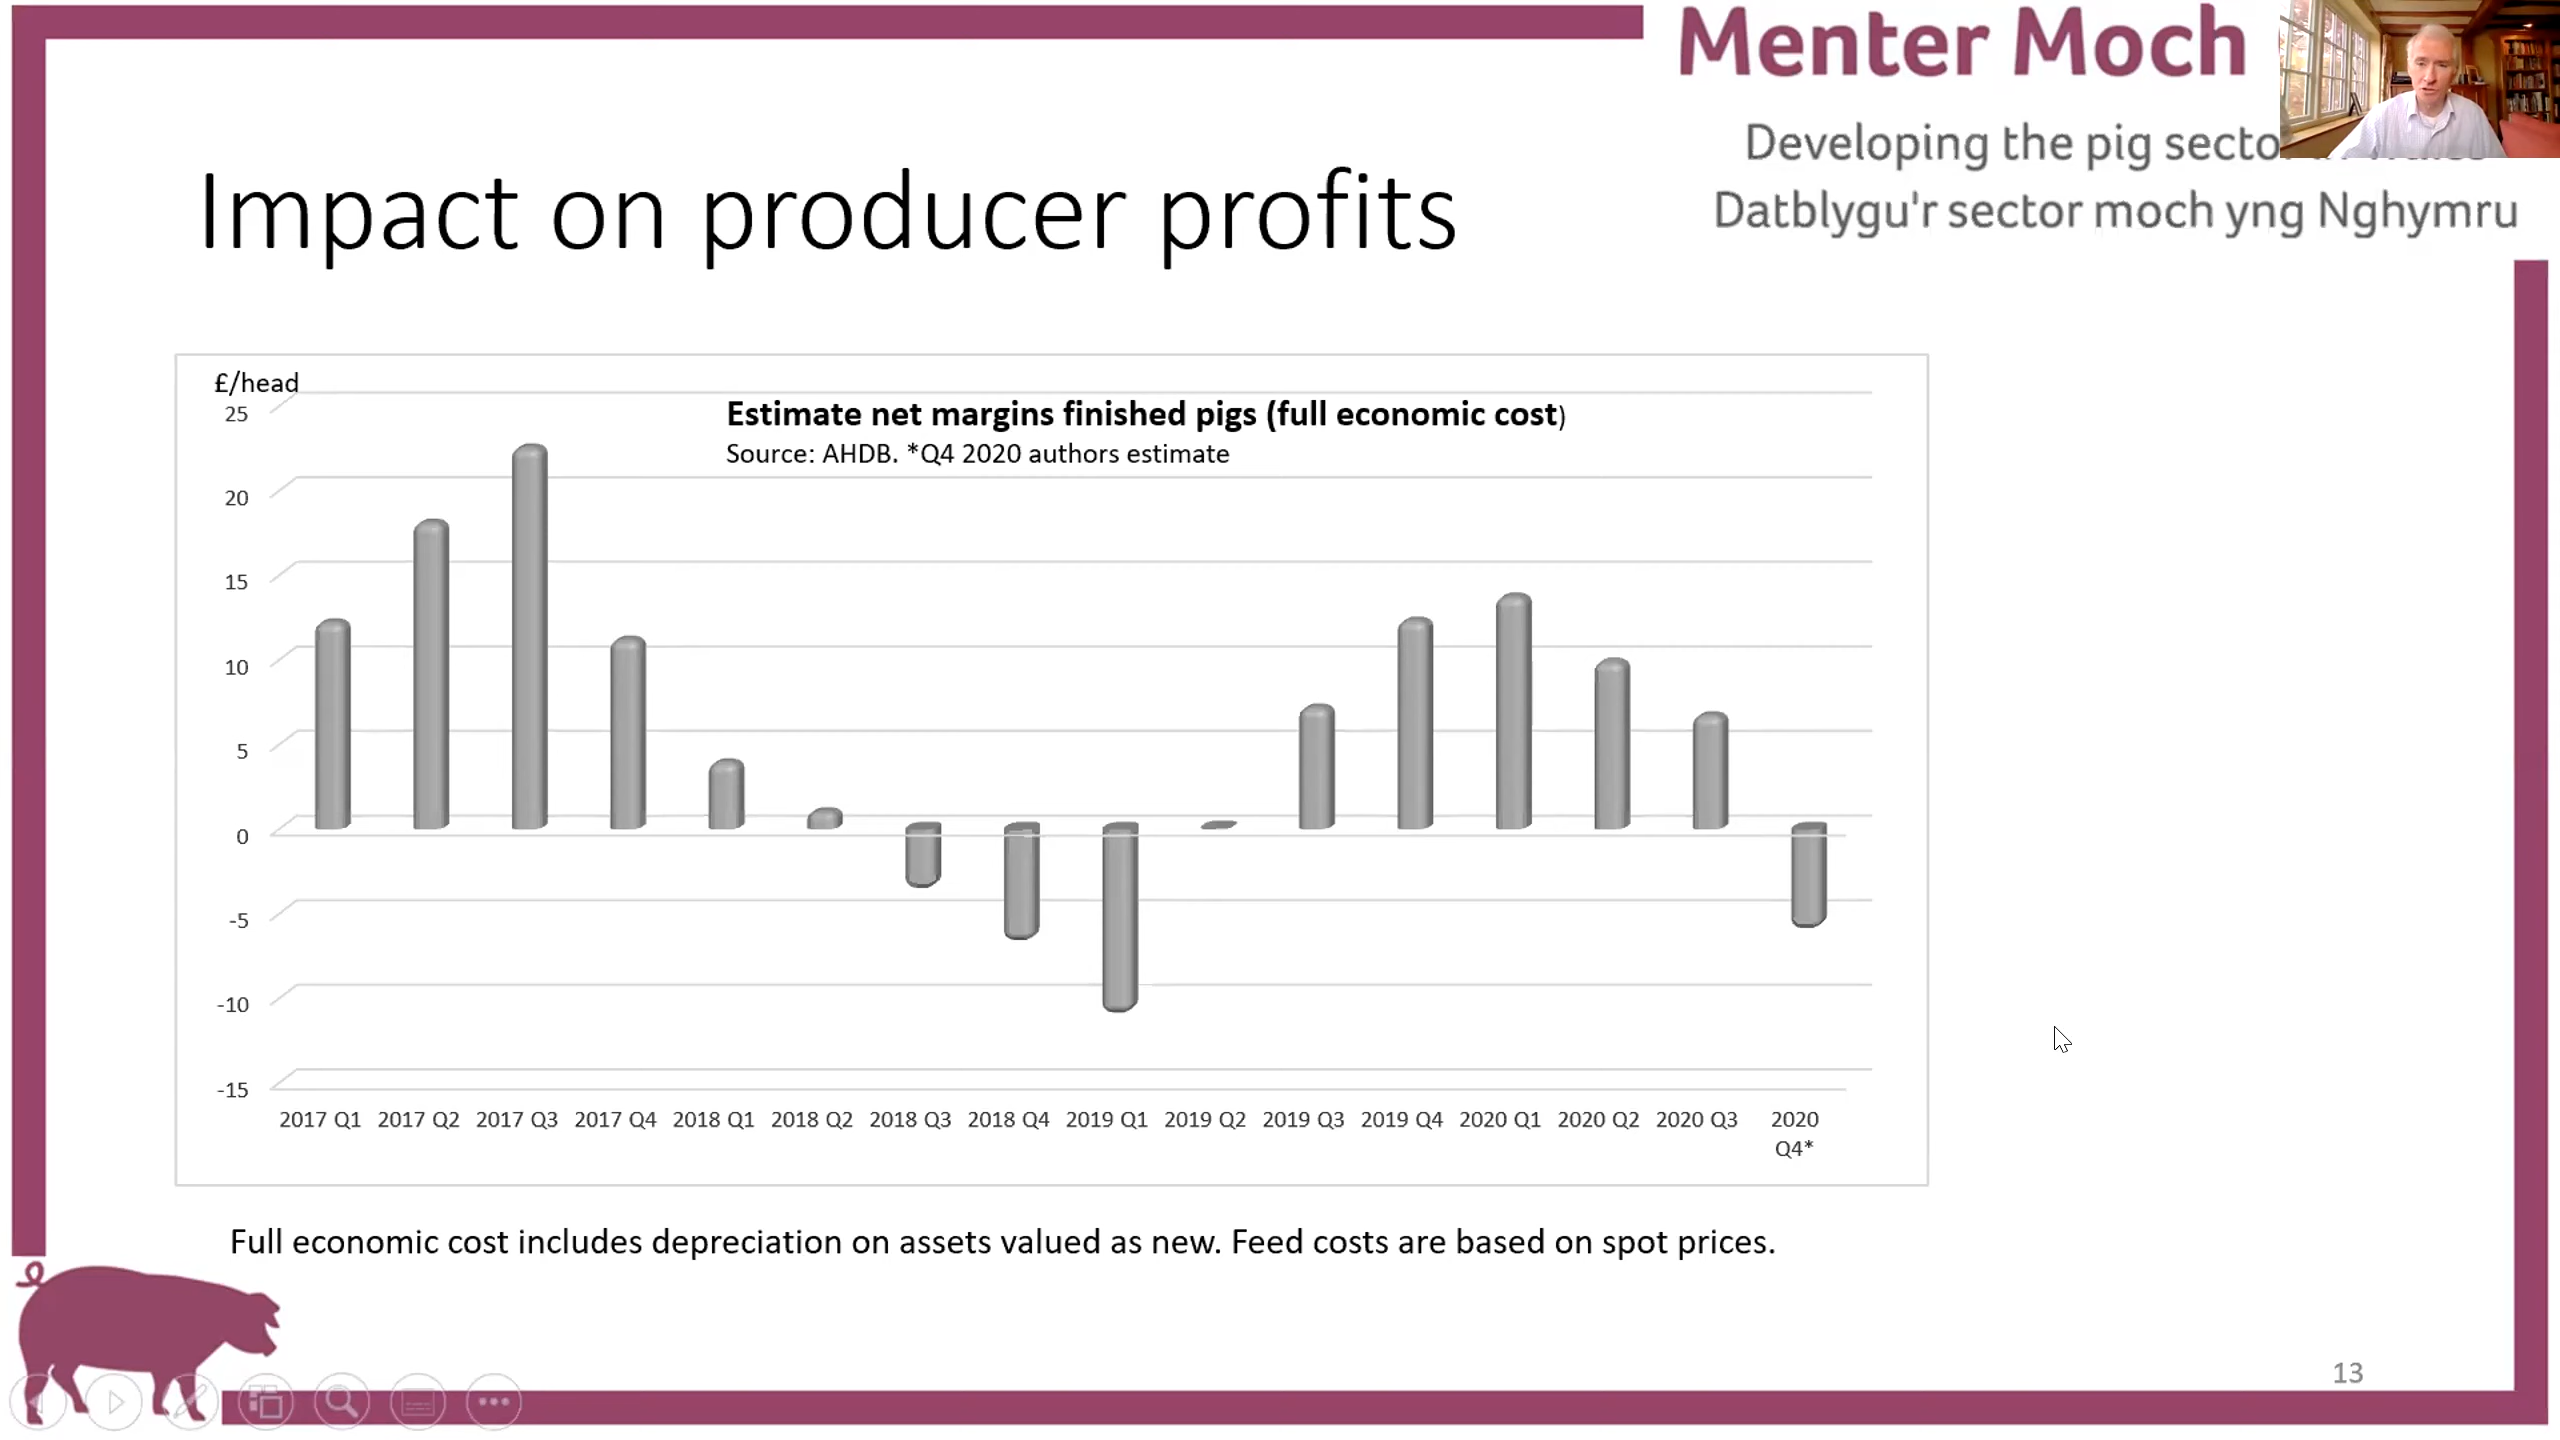 Menter Moch
Developing the pig secto
Datblygu'r sector moch yng Nghymru
Impact on producer profits
£/head
Estimate net margins finished pigs (full economic cost)
Source: AHDB. *Q4 2020 authors estimate
25
20
15
10
5
0
-5
-10
-15
2017 Q1 2017 Q2 2017 Q3 2017 Q4 2018 Q1 2018 Q2 2018 Q3 2018 Q4 2019 Q1 2019 Q2 2019 Q3 2019 Q4 2020 Q1 2020 Q2 2020 Q3 2020
Q4*
Full economic cost includes depreciation on assets valued as new. Feed costs are based on spot prices.
13